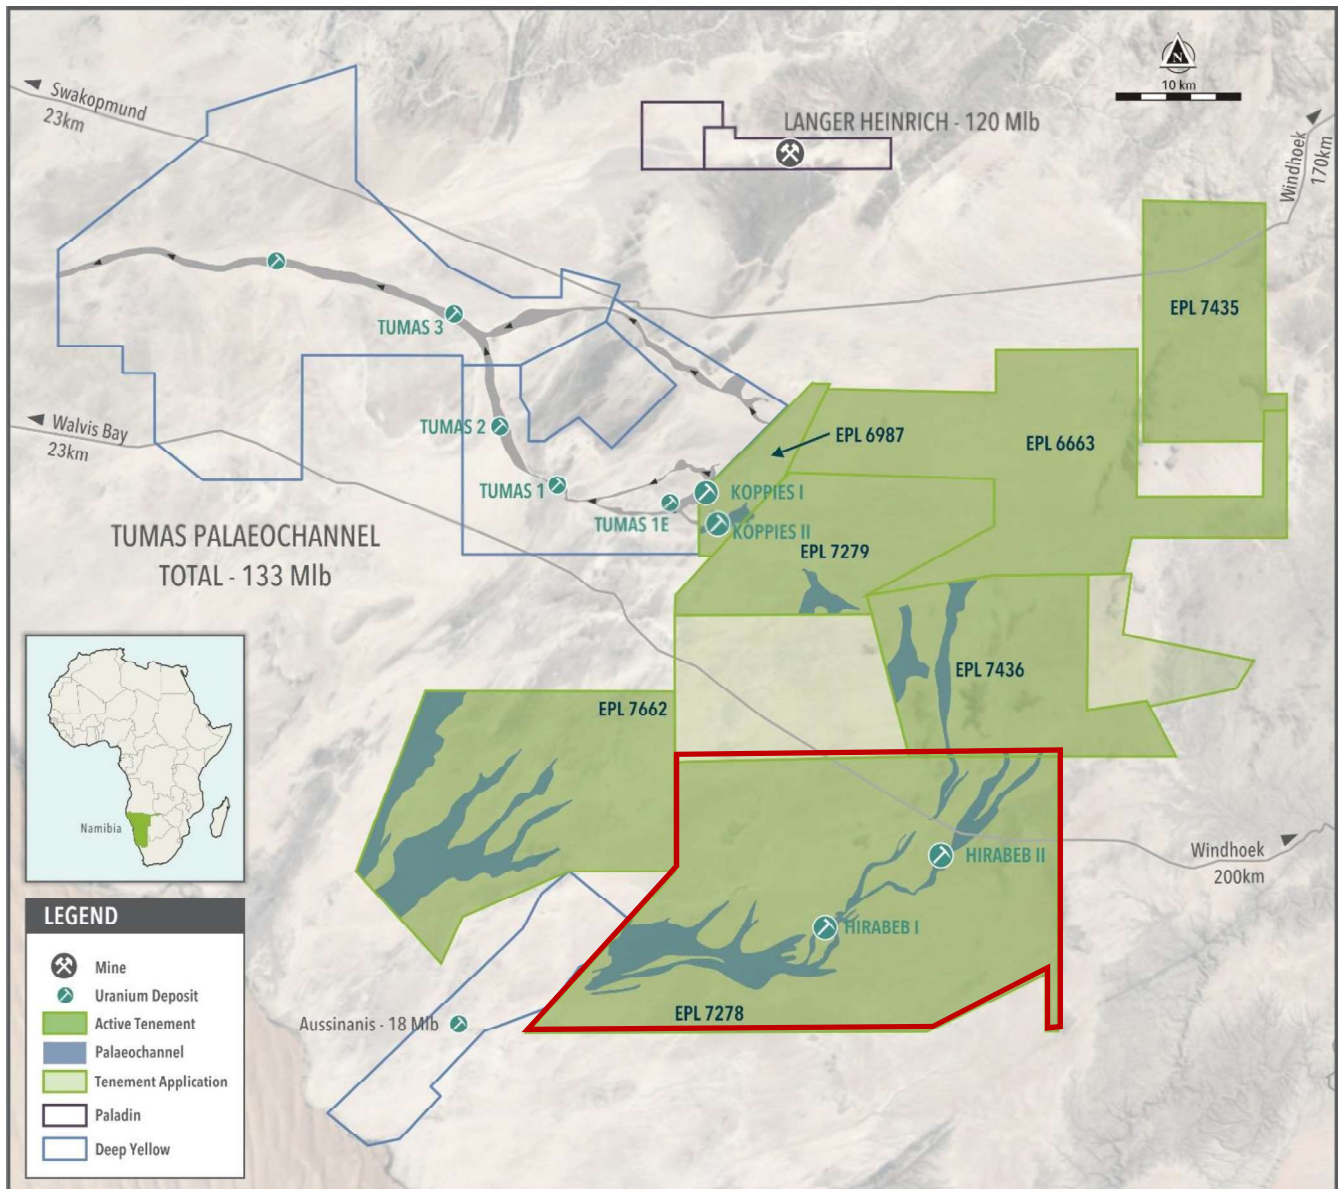 N
10 km
Swakopmund
23km
LANGER HEINRICH - 120 Mlb
Windhoek
170km
EPL 7435
TUMAS 3
TUMAS 2
EPL 6987
EPL 6663
Walvis Bay
23km
TUMAS 1
KOPPIES I
TUMAS 1E
KOPPIES II
EPL 7279
TUMAS PALAEOCHANNEL
TOTAL - 133 Mlb
EPL 7436
EPL 7662
Namibia
HIRABEB II
Windhoek
200km
HIRABEB I
EPL 7278
Aussinanis - 18 Mlb
LEGEND
Mine
Uranium Deposit
Active Tenement
Palaeochannel
Tenement Application
Paladin
Deep Yellow